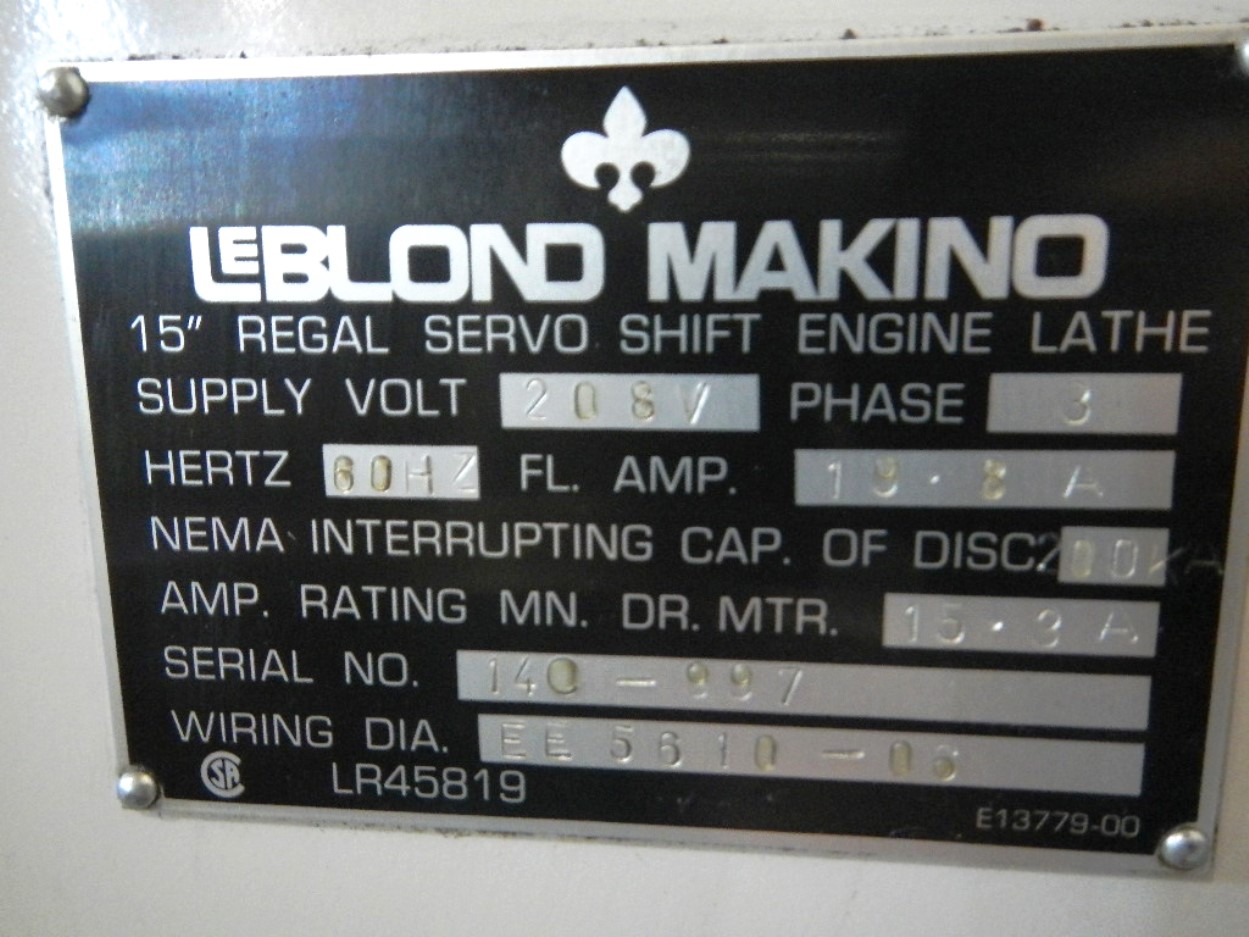 LEBLOND MAKINO
15" REGAL SERVO SHIFT ENGINE LATHE
SUPPLY VOLT 208V PHASE 3
HERTZ 60HZ FL. AMP. 19.8 A
NEMA INTERRUPTING CAP. OF DISC. 200KA
AMP. RATING MN. DR. MTR. 15.3 A
SERIAL NO. 140-997
WIRING DIA. EE 5610-06
CSA LR45819
E13779-00